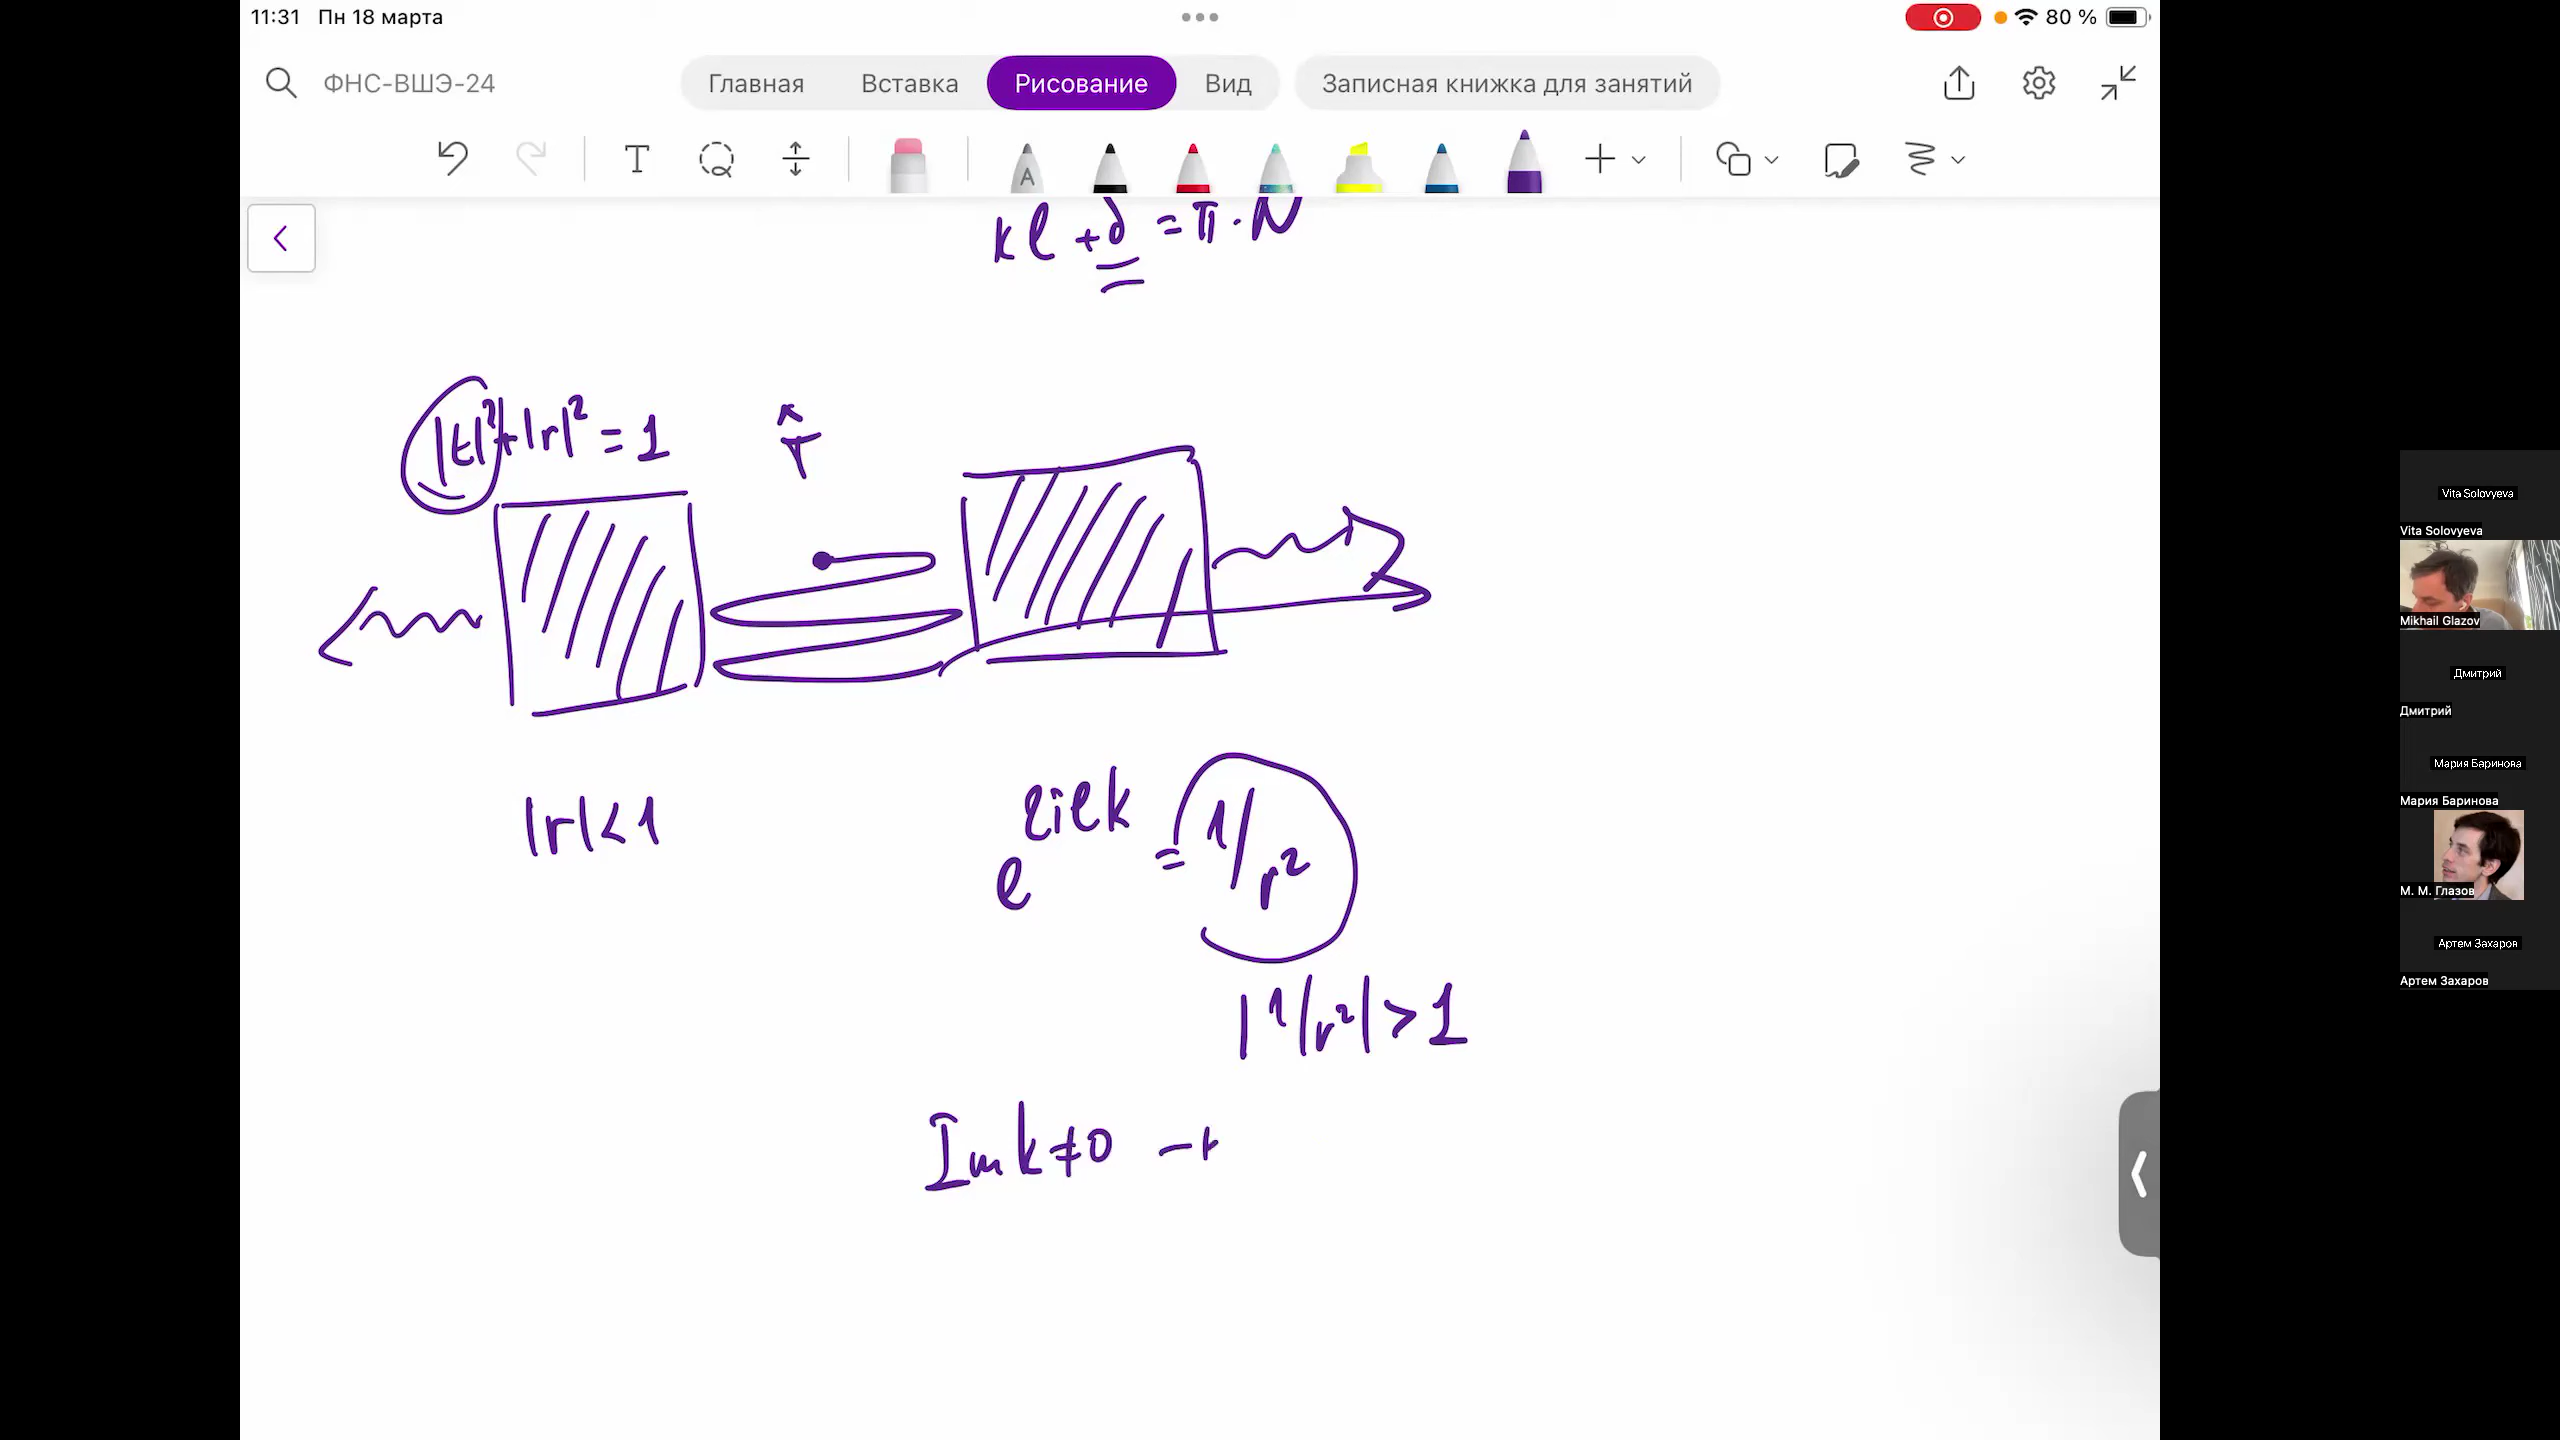 11:31 Пн 18 марта
80 %
ФНС-ВШЭ-24
Главная Вставка Рисование Вид Записная книжка для занятий
T
A
kl + δ = π · N
|t|² + |r|² = 1
T̂
|r| < 1
e^{2ilk} = 1/r²
|1/r²| > 1
Im k ≠ 0 →
Vita Solovyeva
Vita Solovyeva
Mikhail Glazov
Дмитрий
Дмитрий
Мария Баринова
Мария Баринова
М. М. Глазов
Артем Захаров
Артем Захаров